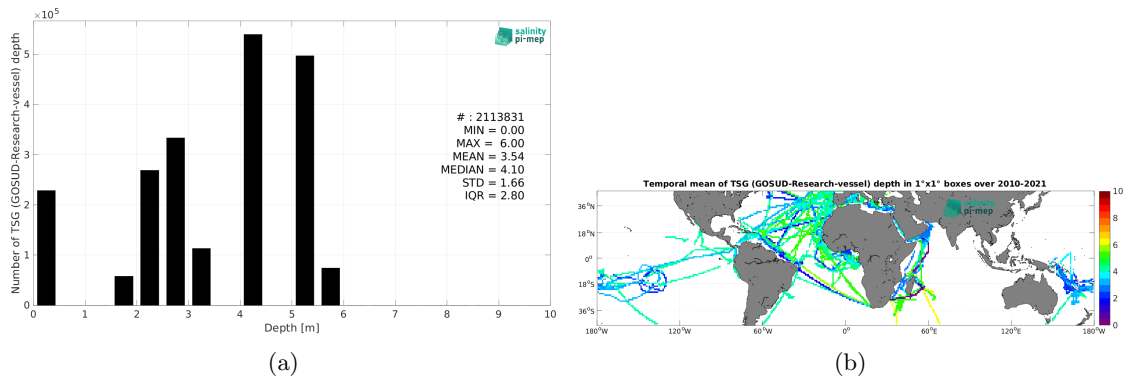 ×10⁵
salinity
pi-mep
Number of TSG (GOSUD-Research-vessel) depth
5
4
3
2
1
0
# : 2113831
MIN = 0.00
MAX = 6.00
MEAN = 3.54
MEDIAN = 4.10
STD = 1.66
IQR = 2.80
0 1 2 3 4 5 6 7 8 9 10
Depth [m]
(a)
Temporal mean of TSG (GOSUD-Research-vessel) depth in 1°x1° boxes over 2010-2021
salinity
pi-mep
36°N
18°N
0°
18°S
36°S
180°W 120°W 60°W 0° 60°E 120°E 180°W
10
8
6
4
2
0
(b)